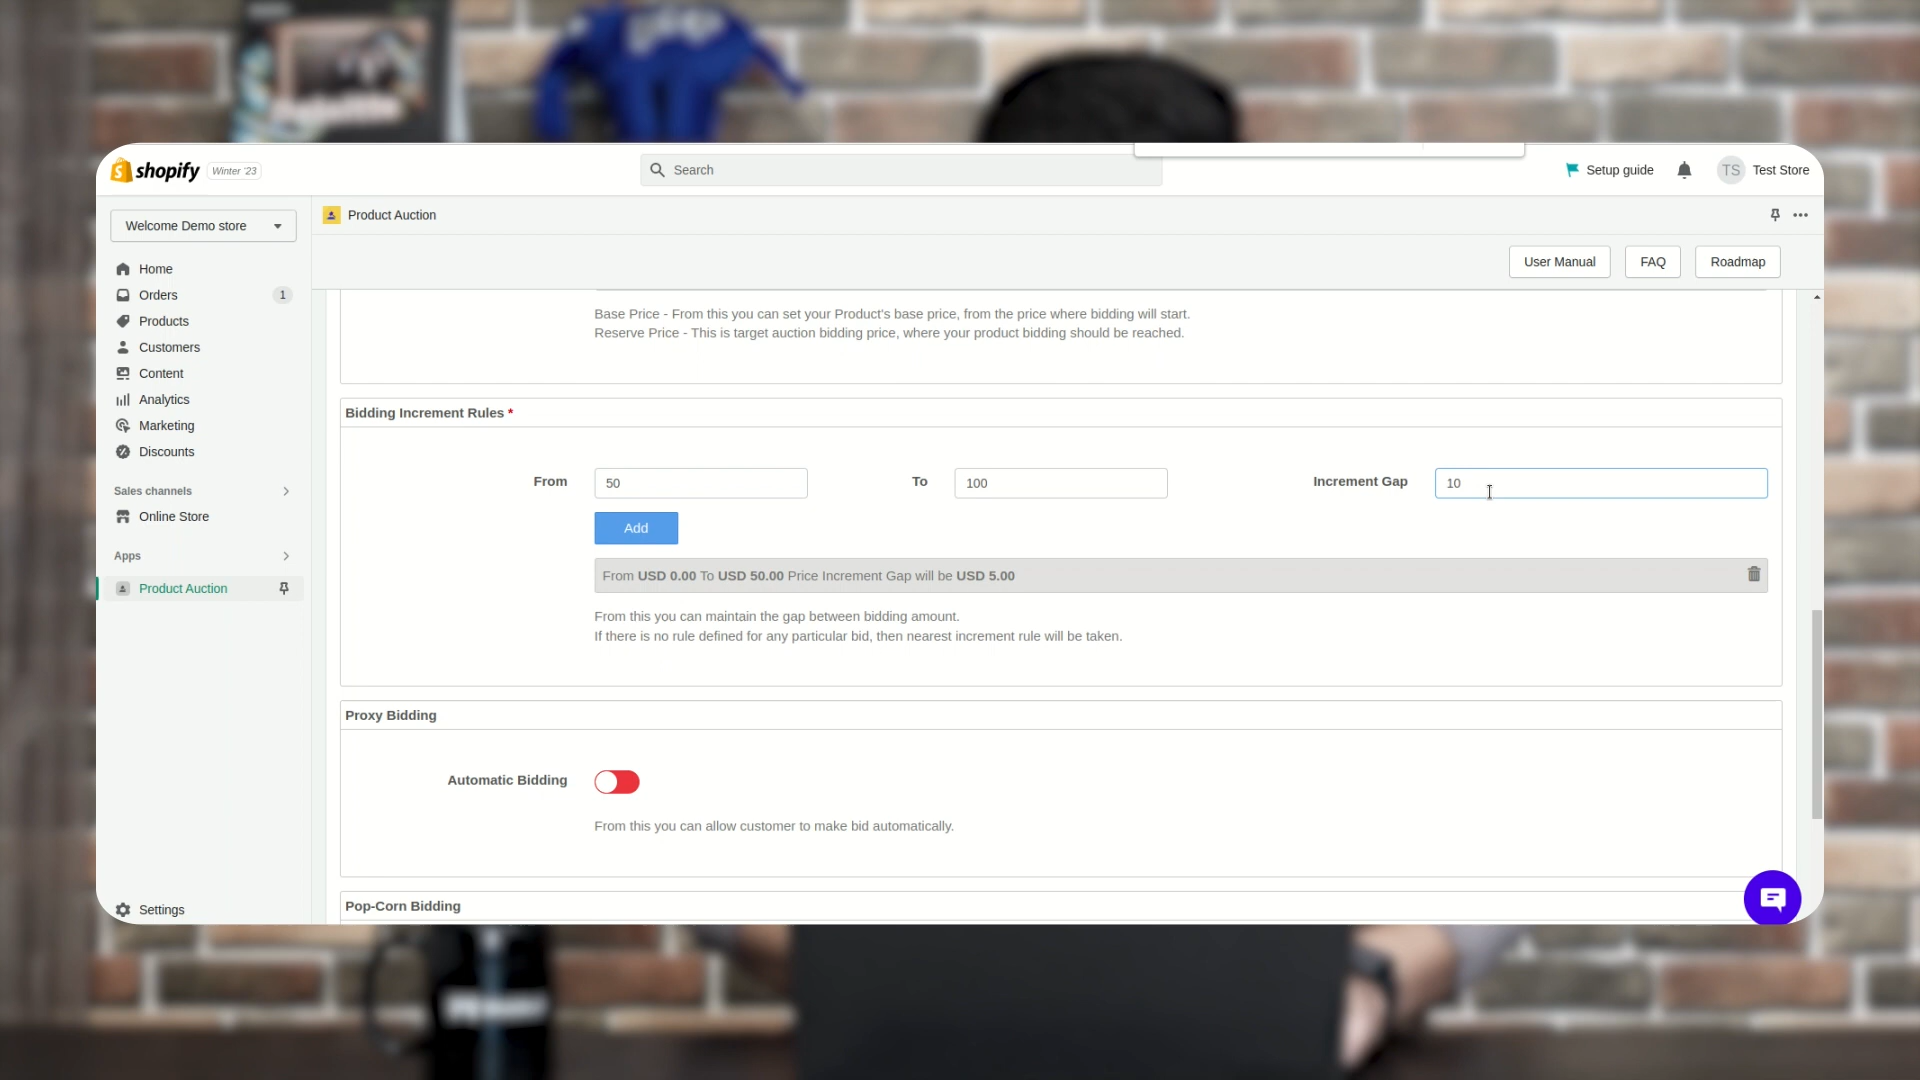 shopify Winter '23
Search
Setup guide
TS Test Store
Welcome Demo store
Product Auction
User Manual
FAQ
Roadmap
Home
Orders 1
Products
Customers
Content
Analytics
Marketing
Discounts
Sales channels
Online Store
Apps
Product Auction
Settings
Base Price - From this you can set your Product's base price, from the price where bidding will start.
Reserve Price - This is target auction bidding price, where your product bidding should be reached.
Bidding Increment Rules *
From 50 To 100 Increment Gap 10
Add
From USD 0.00 To USD 50.00 Price Increment Gap will be USD 5.00
From this you can maintain the gap between bidding amount.
If there is no rule defined for any particular bid, then nearest increment rule will be taken.
Proxy Bidding
Automatic Bidding
From this you can allow customer to make bid automatically.
Pop-Corn Bidding